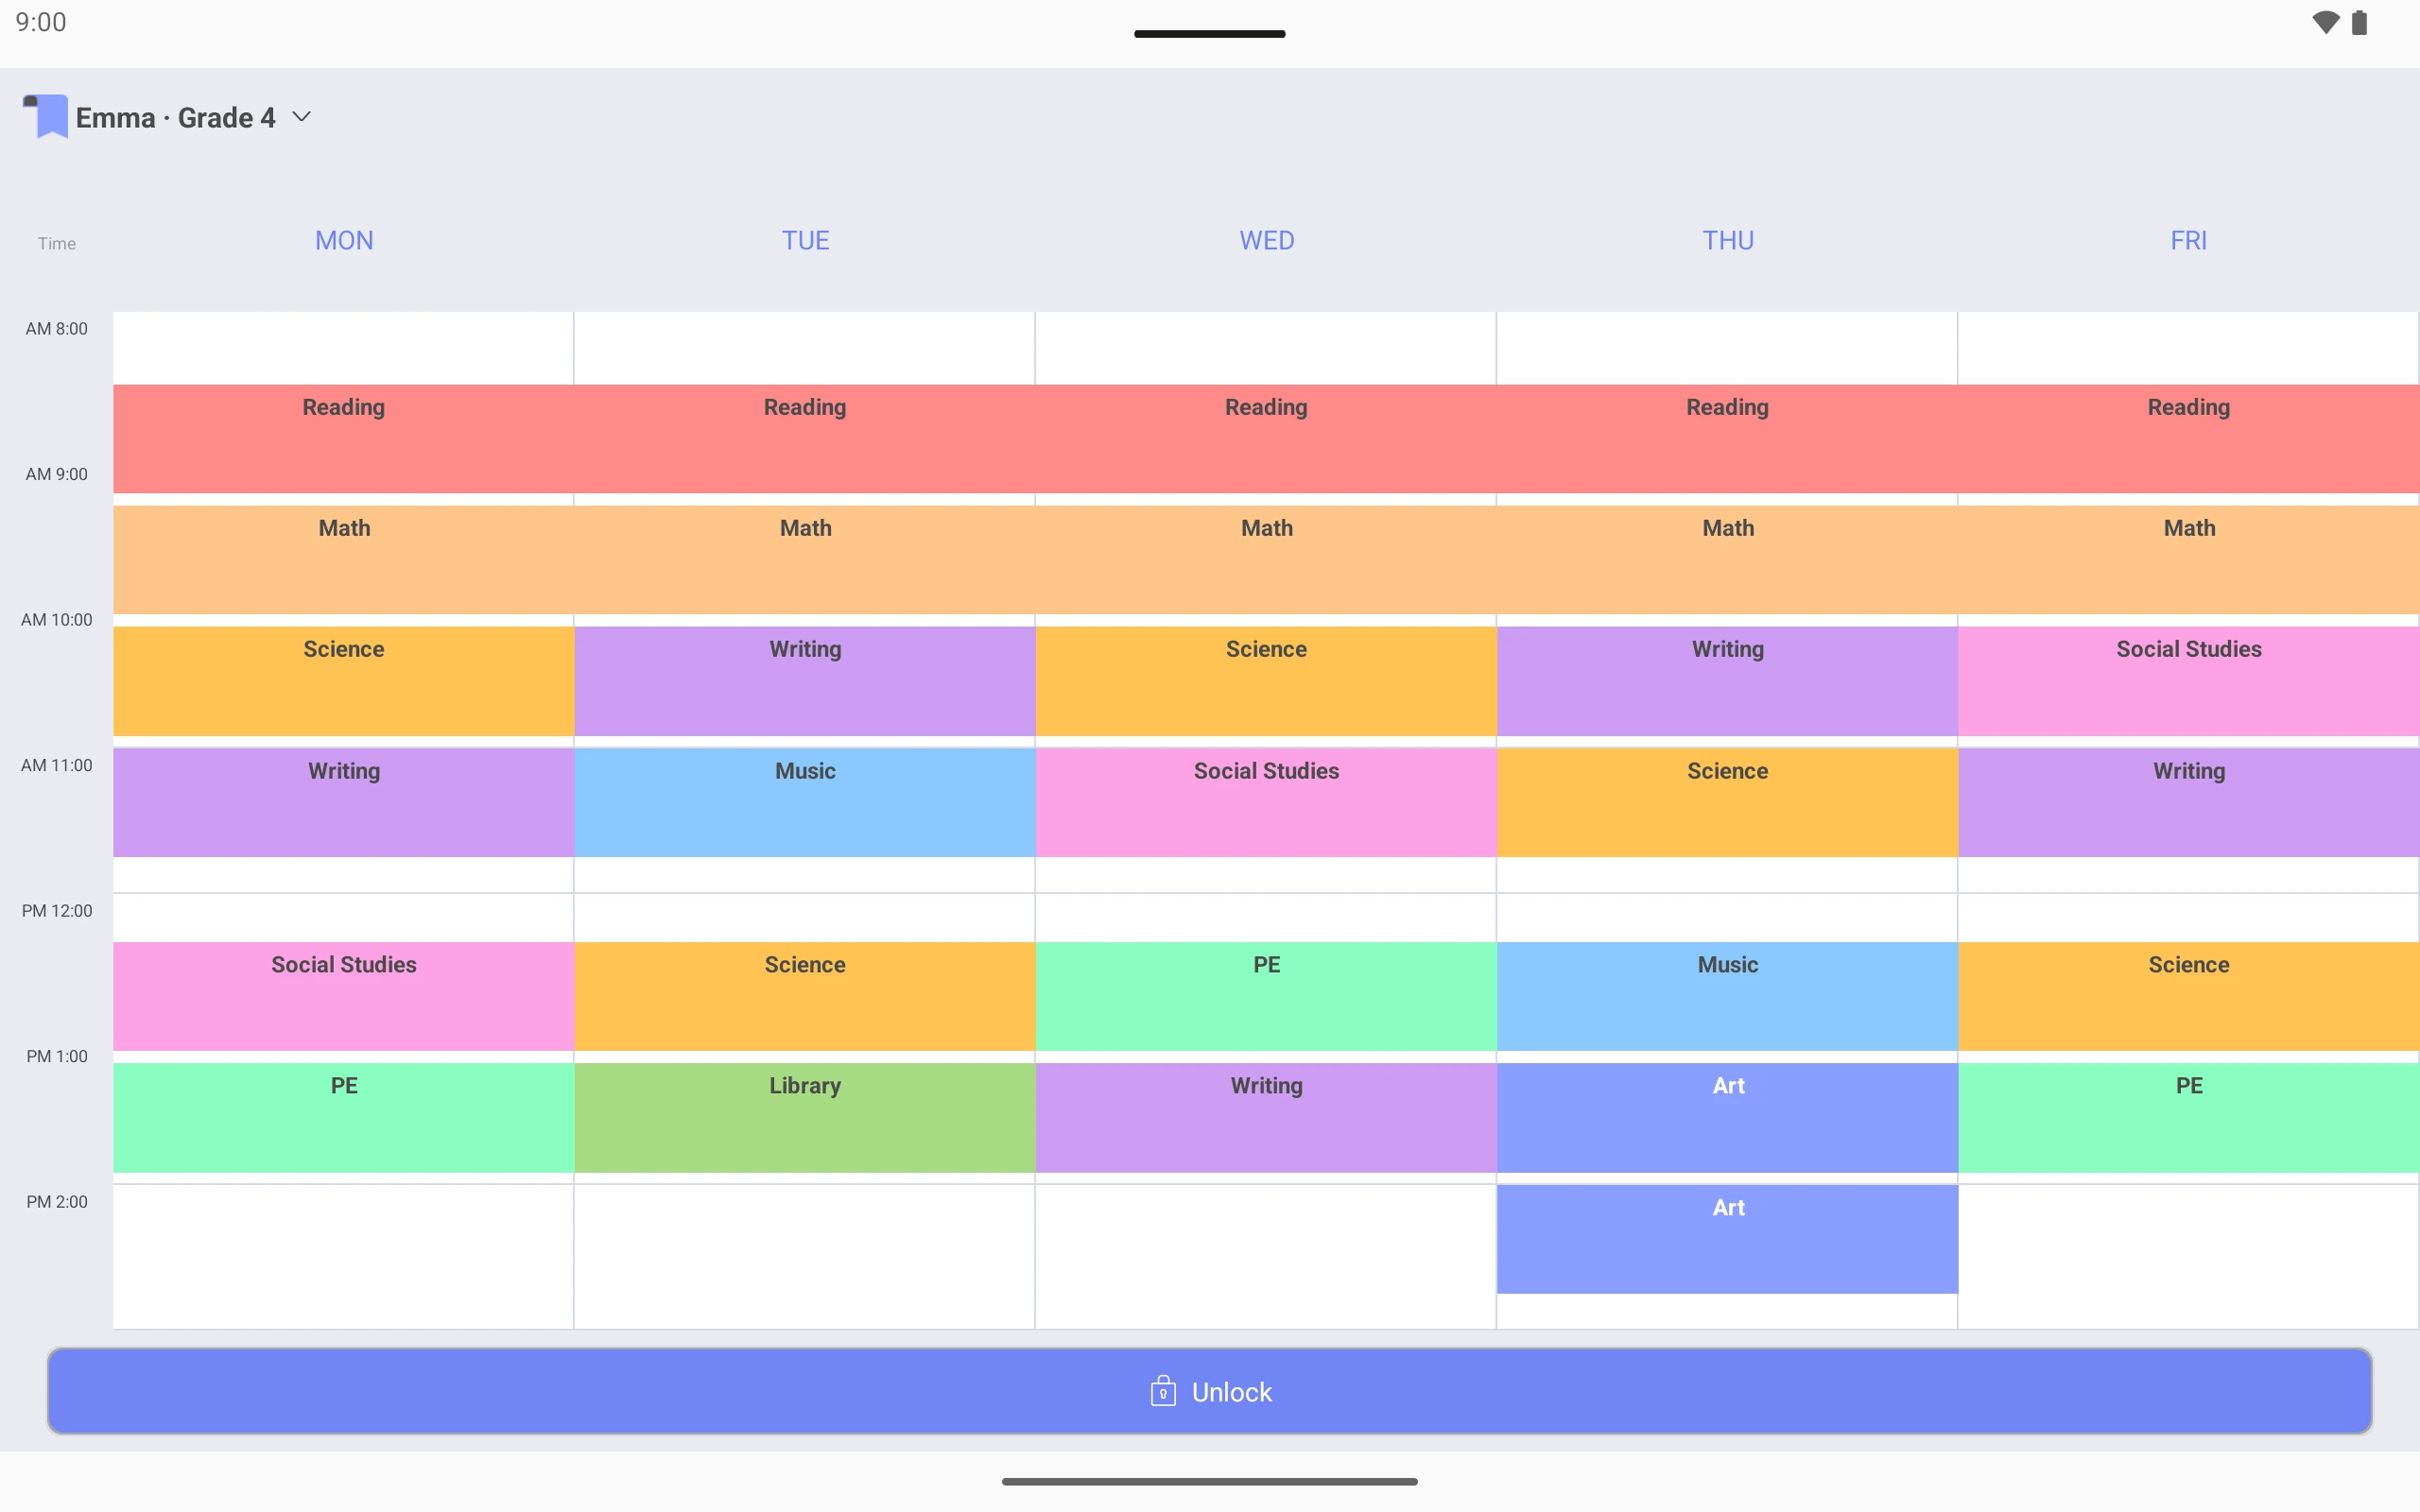 9:00
Emma · Grade 4
Time MON TUE WED THU FRI
AM 8:00
Reading Reading Reading Reading Reading
AM 9:00
Math Math Math Math Math
AM 10:00
Science Writing Science Writing Social Studies
AM 11:00
Writing Music Social Studies Science Writing
PM 12:00
Social Studies Science PE Music Science
PM 1:00
PE Library Writing Art PE
PM 2:00
Art
Unlock